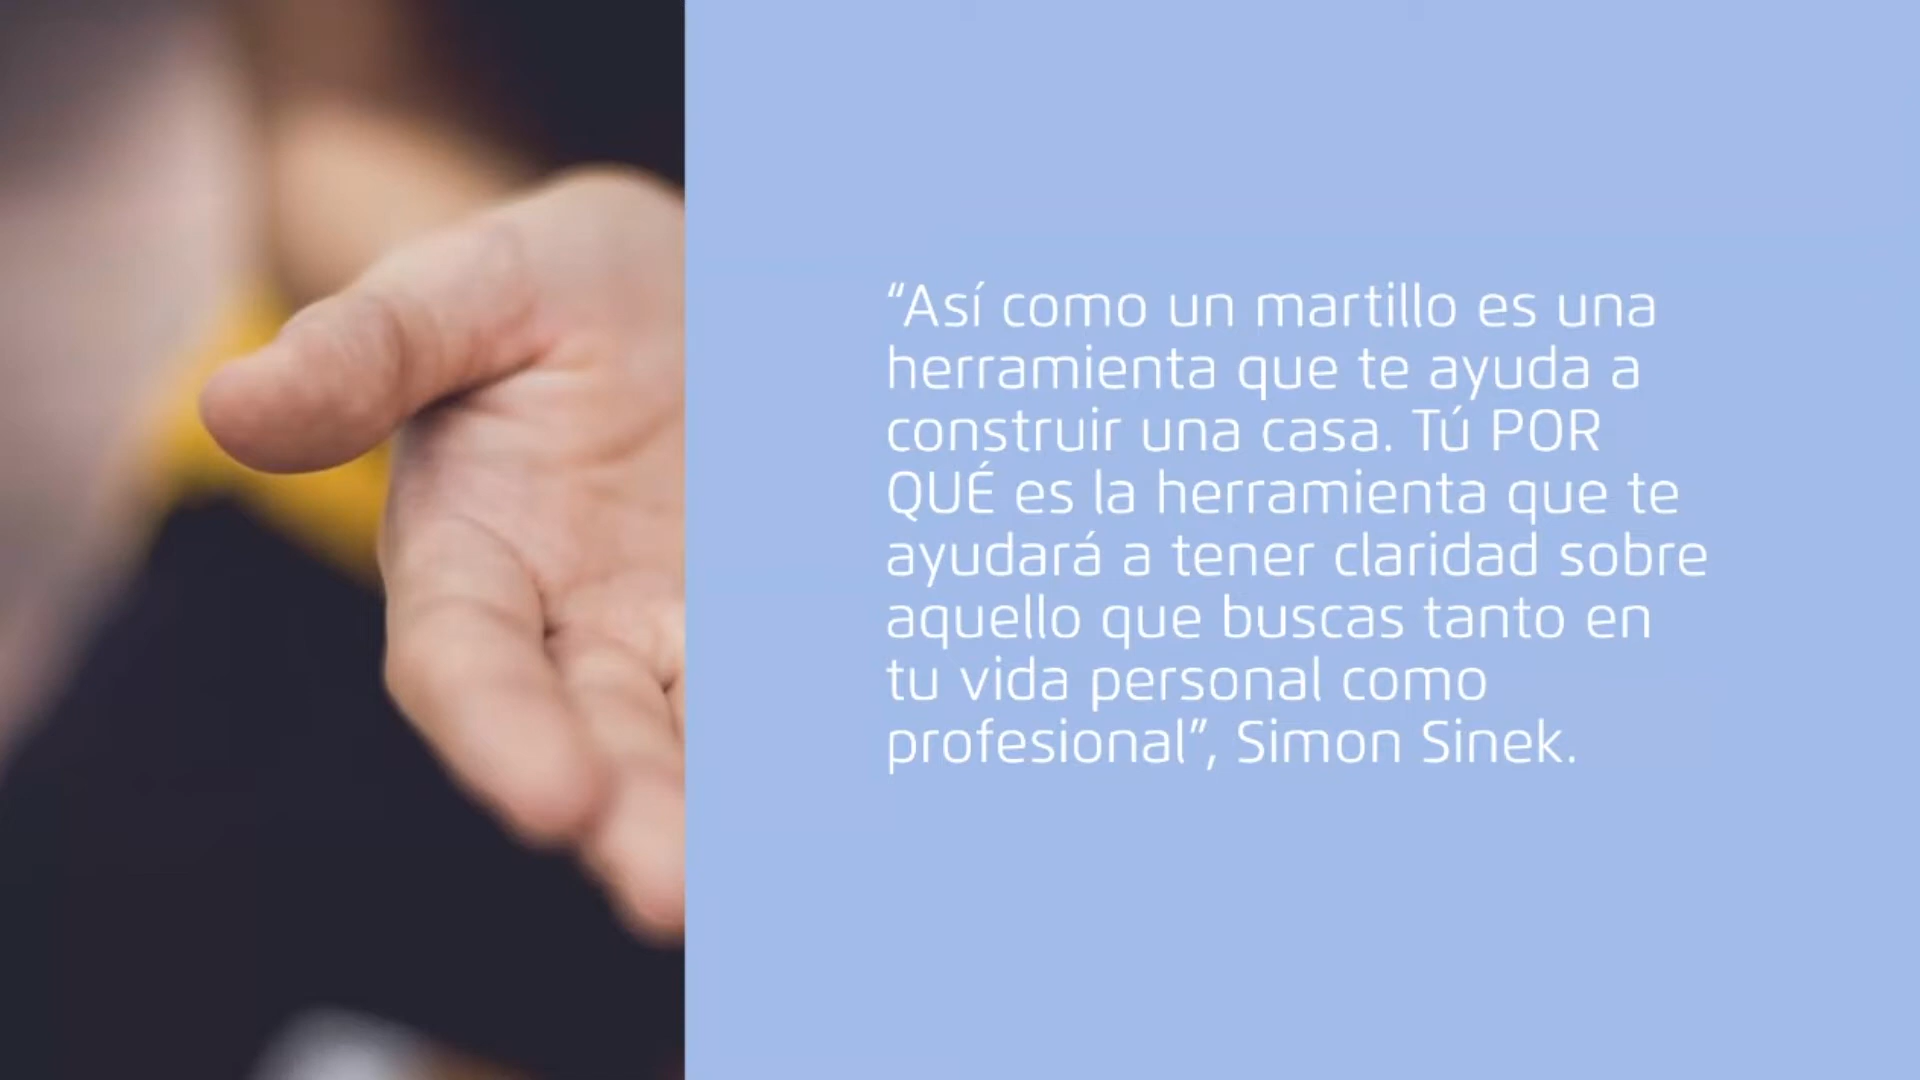 “Así como un martillo es una
herramienta que te ayuda a
construir una casa. Tú POR
QUÉ es la herramienta que te
ayudará a tener claridad sobre
aquello que buscas tanto en
tu vida personal como
profesional”, Simon Sinek.